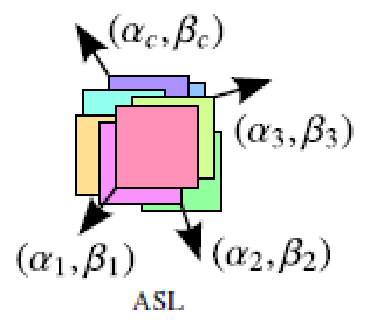 (α_c, β_c)
(α_3, β_3)
(α_1, β_1) (α_2, β_2)
ASL